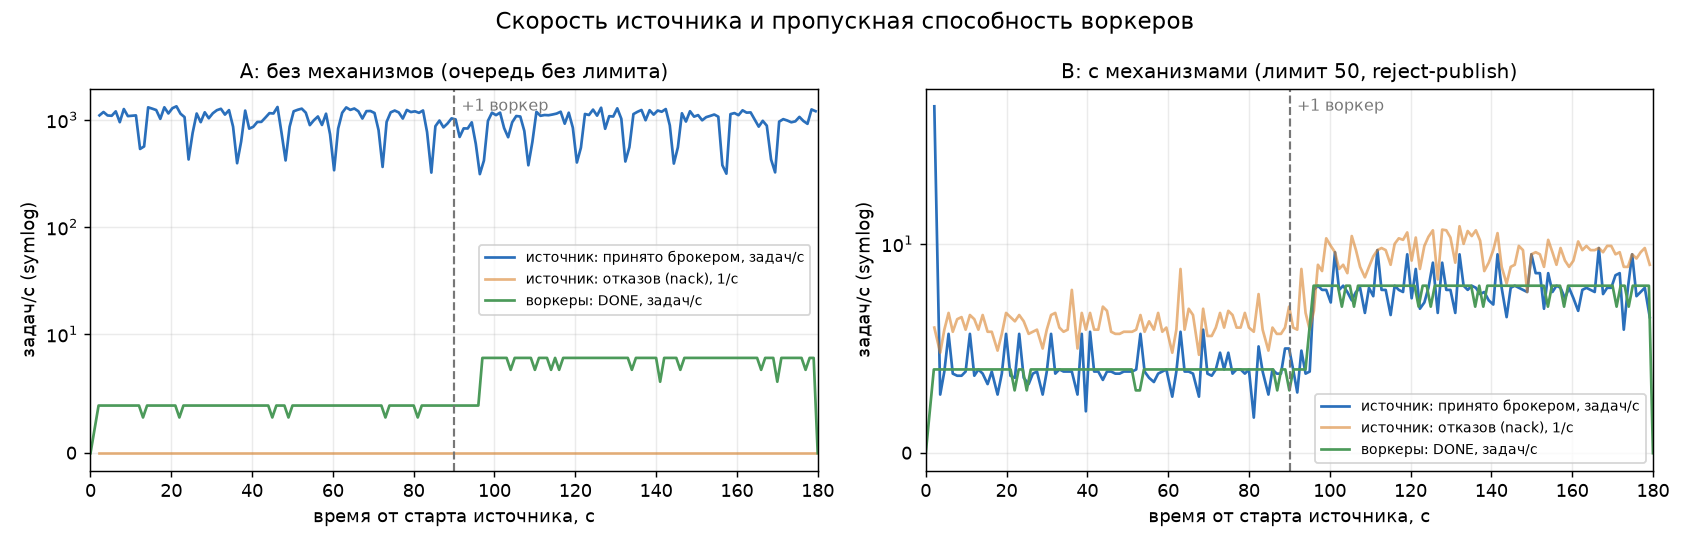 Скорость источника и пропускная способность воркеров
A: без механизмов (очередь без лимита)
задач/с (symlog)
10³
10²
10¹
0
+1 воркер
источник: принято брокером, задач/с
источник: отказов (nack), 1/с
воркеры: DONE, задач/с
0 20 40 60 80 100 120 140 160 180
время от старта источника, с
B: с механизмами (лимит 50, reject-publish)
задач/с (symlog)
10¹
0
+1 воркер
источник: принято брокером, задач/с
источник: отказов (nack), 1/с
воркеры: DONE, задач/с
0 20 40 60 80 100 120 140 160 180
время от старта источника, с